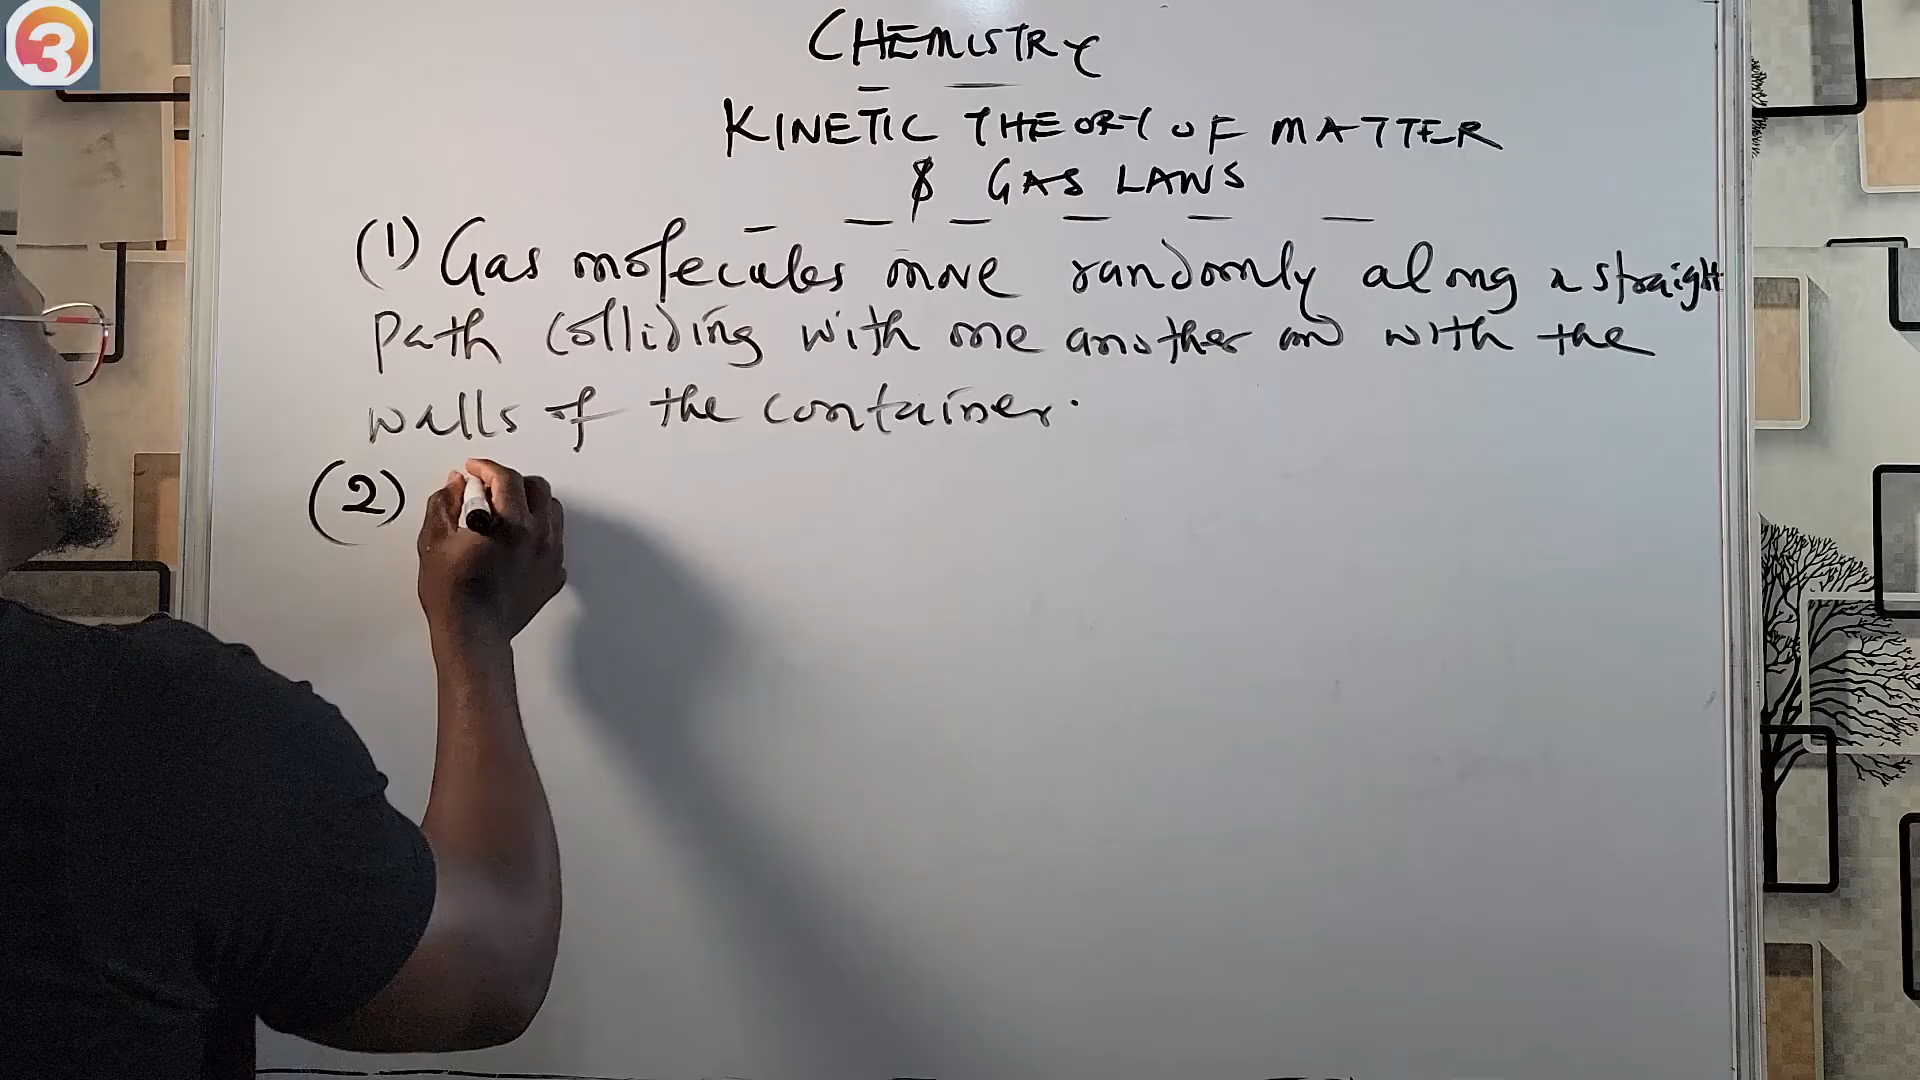 3
CHEMISTRY
KINETIC THEORY OF MATTER
& GAS LAWS
(1) Gas molecules move randomly along a straight
path colliding with one another and with the
walls of the container.
(2)